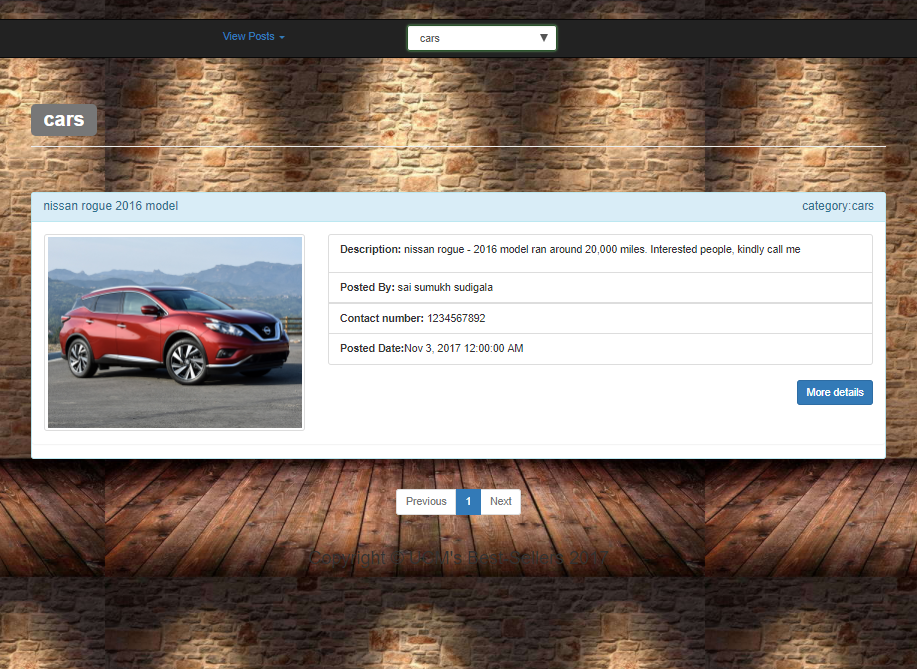 View Posts
cars
cars
nissan rogue 2016 model
category:cars
Description: nissan rogue - 2016 model ran around 20,000 miles. Interested people, kindly call me
Posted By: sai sumukh sudigala
Contact number: 1234567892
Posted Date:Nov 3, 2017 12:00:00 AM
More details
Previous 1 Next
Copyright